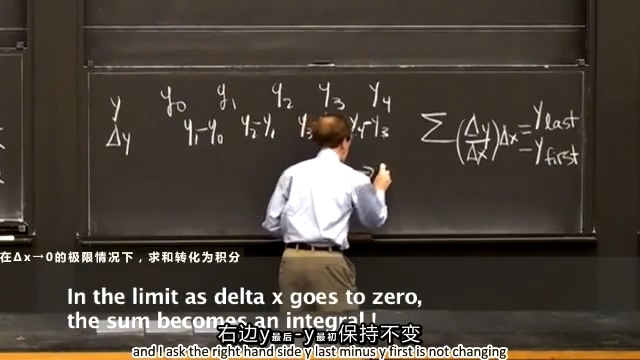 y y0 y1 y2 y3 y4
Δy y1-y0 y2-y1 y3 y4-y3
Σ(Δy/Δx)Δx = ylast
- yfirst
在Δx→0的极限情况下，求和转化为积分
In the limit as delta x goes to zero,
the sum becomes an integral !
右边y最后-y最初保持不变
and I ask the right hand side y last minus y first is not changing